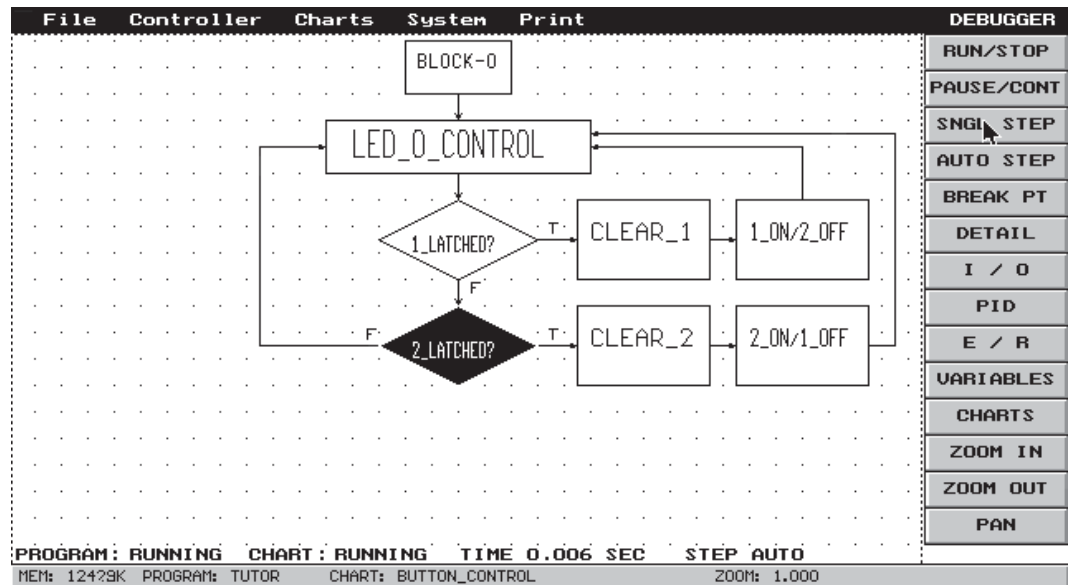 File Controller Charts System Print DEBUGGER
BLOCK-0
LED_0_CONTROL
1_LATCHED?
T
CLEAR_1
1_ON/2_OFF
F
F
2_LATCHED?
T
CLEAR_2
2_ON/1_OFF
RUN/STOP
PAUSE/CONT
SNGL STEP
AUTO STEP
BREAK PT
DETAIL
I / O
PID
E / R
VARIABLES
CHARTS
ZOOM IN
ZOOM OUT
PAN
PROGRAM: RUNNING CHART: RUNNING TIME 0.006 SEC STEP AUTO
MEM: 124?9K PROGRAM: TUTOR CHART: BUTTON_CONTROL ZOOM: 1.000